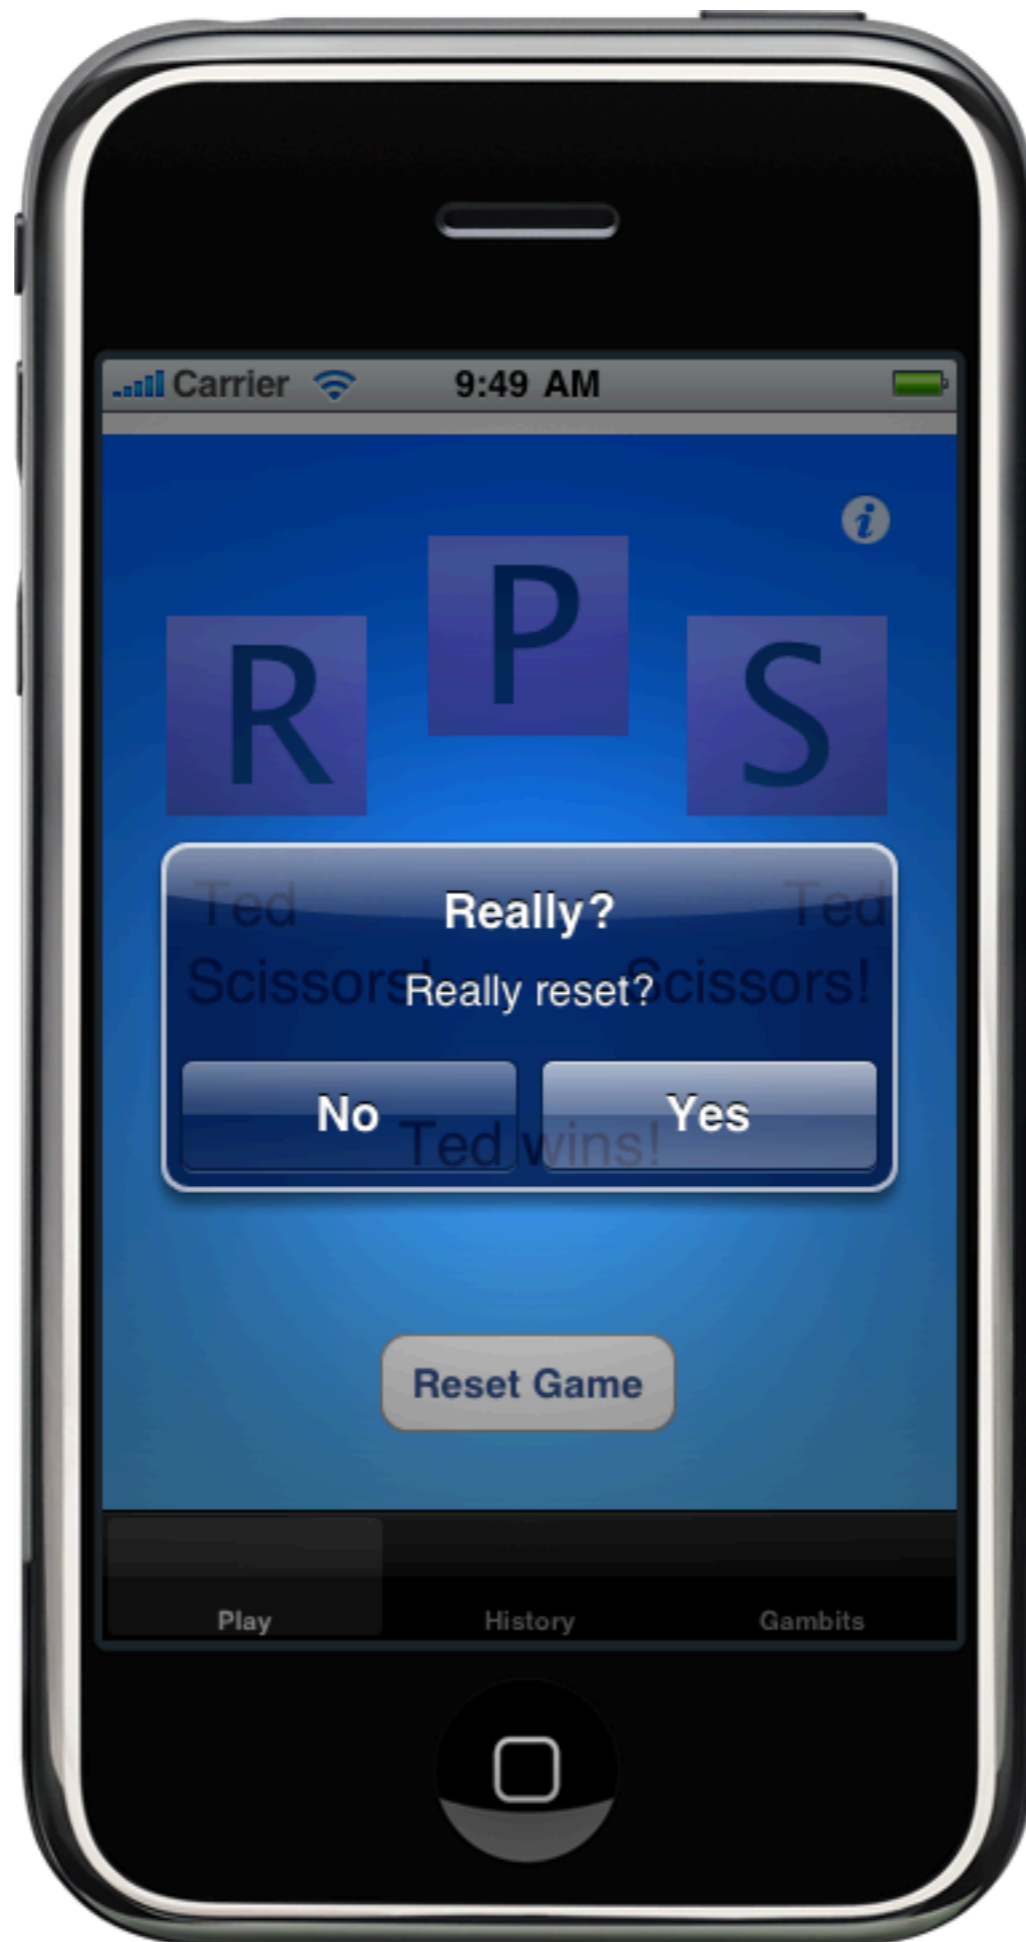 Carrier 9:49 AM
i
P
R S
Ted Ted
Really?
Scissors! Scissors!
Really reset?
No Yes
Ted wins!
Reset Game
Play History Gambits